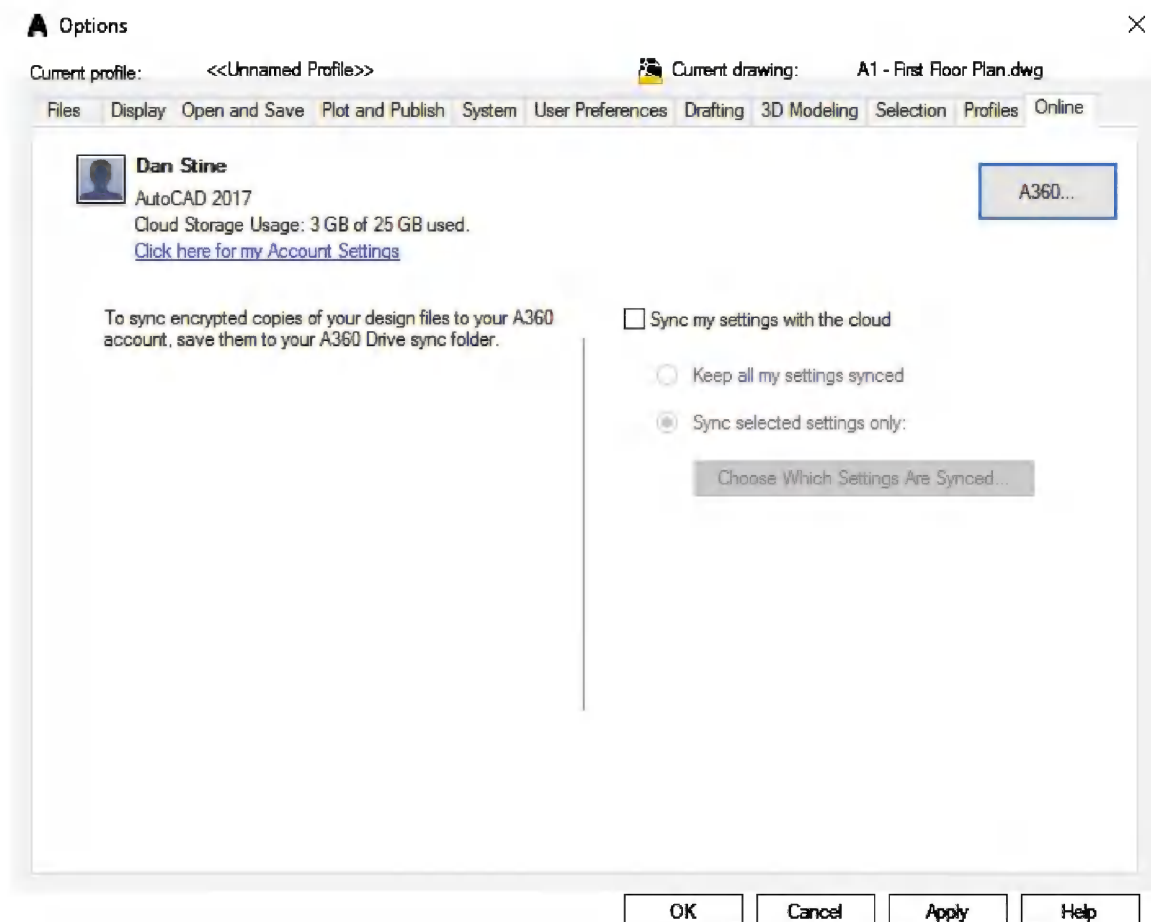 A Options
Current profile: <<Unnamed Profile>> Current drawing: A1 - First Floor Plan.dwg
Files Display Open and Save Plot and Publish System User Preferences Drafting 3D Modeling Selection Profiles Online
Dan Stine
AutoCAD 2017
Cloud Storage Usage: 3 GB of 25 GB used.
Click here for my Account Settings
A360...
To sync encrypted copies of your design files to your A360
account, save them to your A360 Drive sync folder.
Sync my settings with the cloud
Keep all my settings synced
Sync selected settings only:
Choose Which Settings Are Synced...
OK Cancel Apply Help